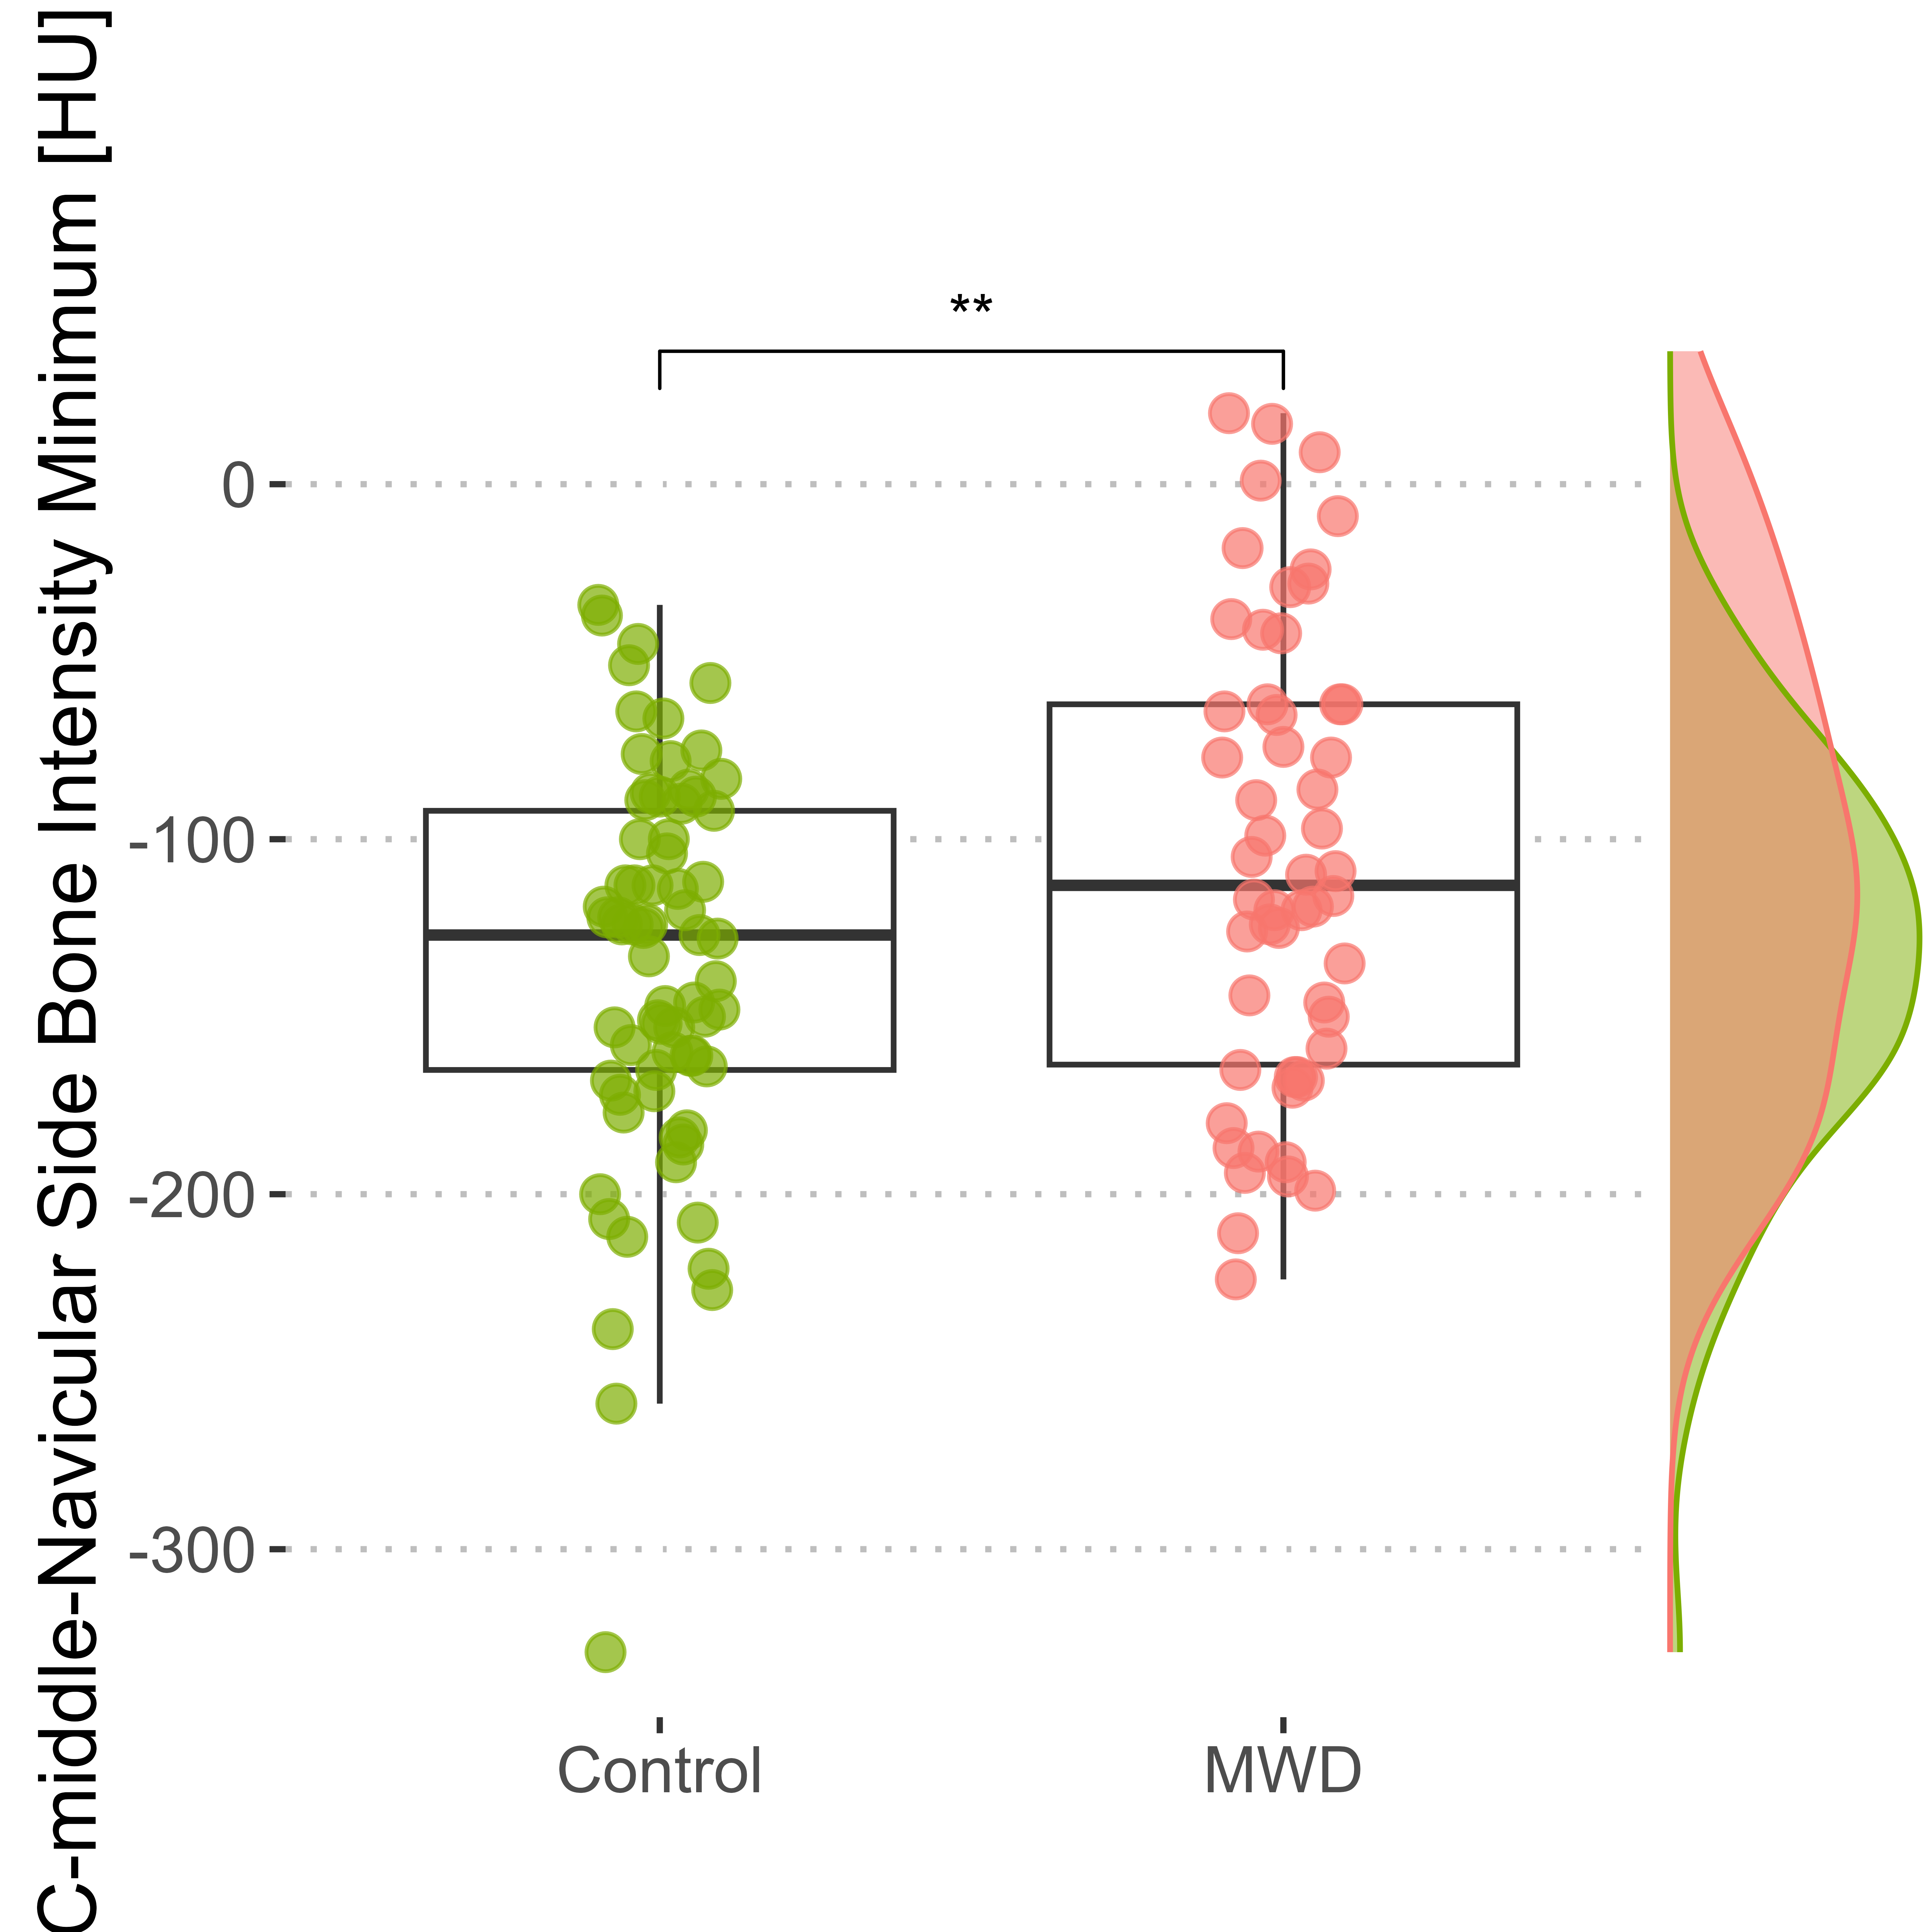 C-middle-Navicular Side Bone Intensity Minimum [HU]
**
0
-100
-200
-300
Control
MWD